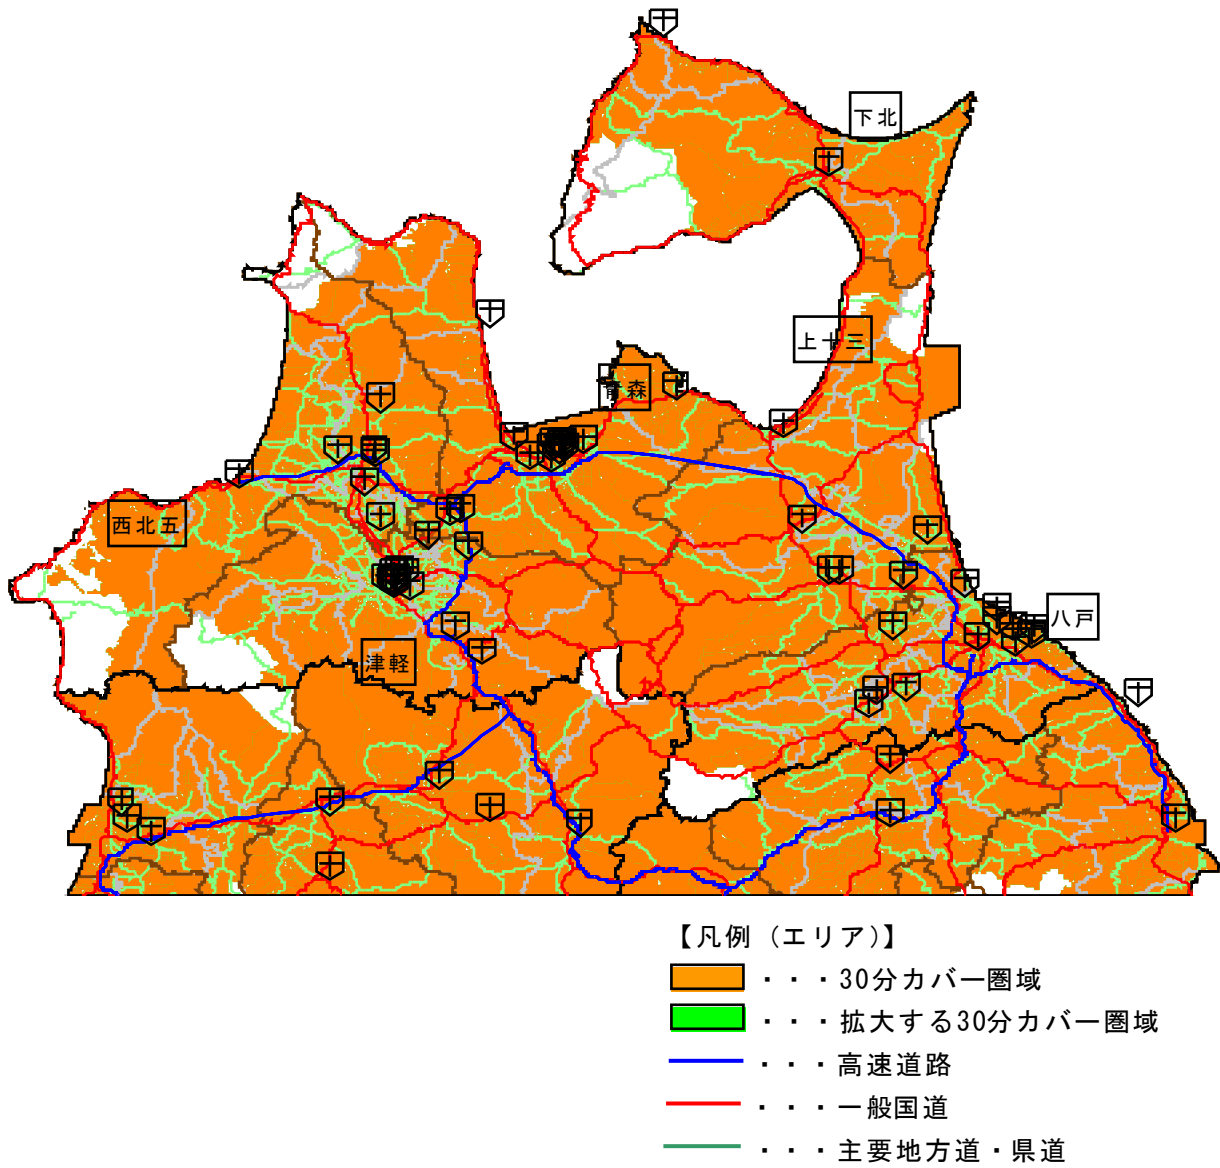 下北
上十三
青森
西北五
八戸
津軽
【凡例（エリア）】
・・・30分カバー圏域
・・・拡大する30分カバー圏域
・・・高速道路
・・・一般国道
・・・主要地方道・県道